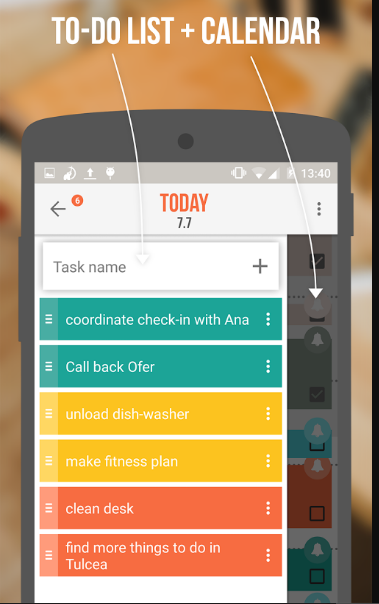 TO-DO LIST + CALENDAR
13:40
6
TODAY
7.7
Task name
coordinate check-in with Ana
Call back Ofer
unload dish-washer
make fitness plan
clean desk
find more things to do in
Tulcea